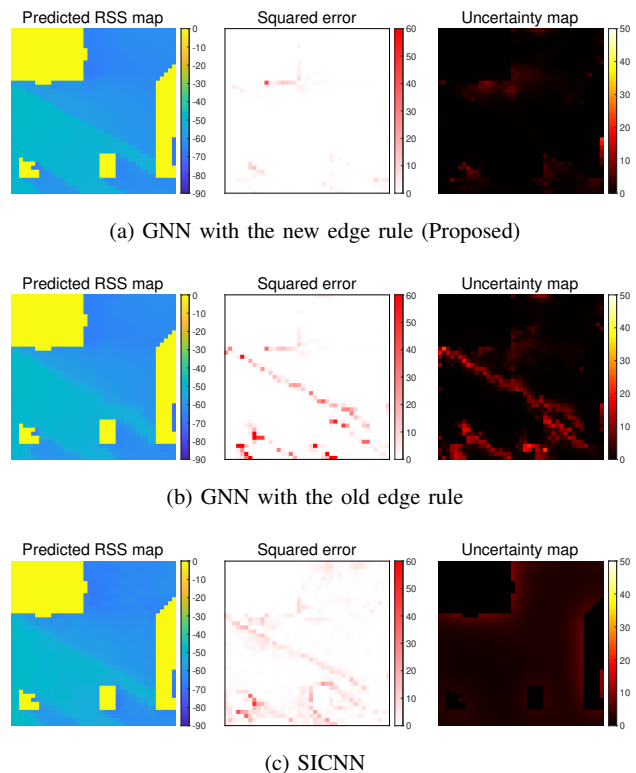 Predicted RSS map Squared error Uncertainty map
0 60 50
-10 50 40
-20 40 30
-30 30 20
-40 20 10
-50 10 0
-60 0
-70
-80
-90
(a) GNN with the new edge rule (Proposed)
Predicted RSS map Squared error Uncertainty map
0 60 50
-10 50 40
-20 40 30
-30 30 20
-40 20 10
-50 10 0
-60 0
-70
-80
-90
(b) GNN with the old edge rule
Predicted RSS map Squared error Uncertainty map
0 60 50
-10 50 40
-20 40 30
-30 30 20
-40 20 10
-50 10 0
-60 0
-70
-80
-90
(c) SICNN